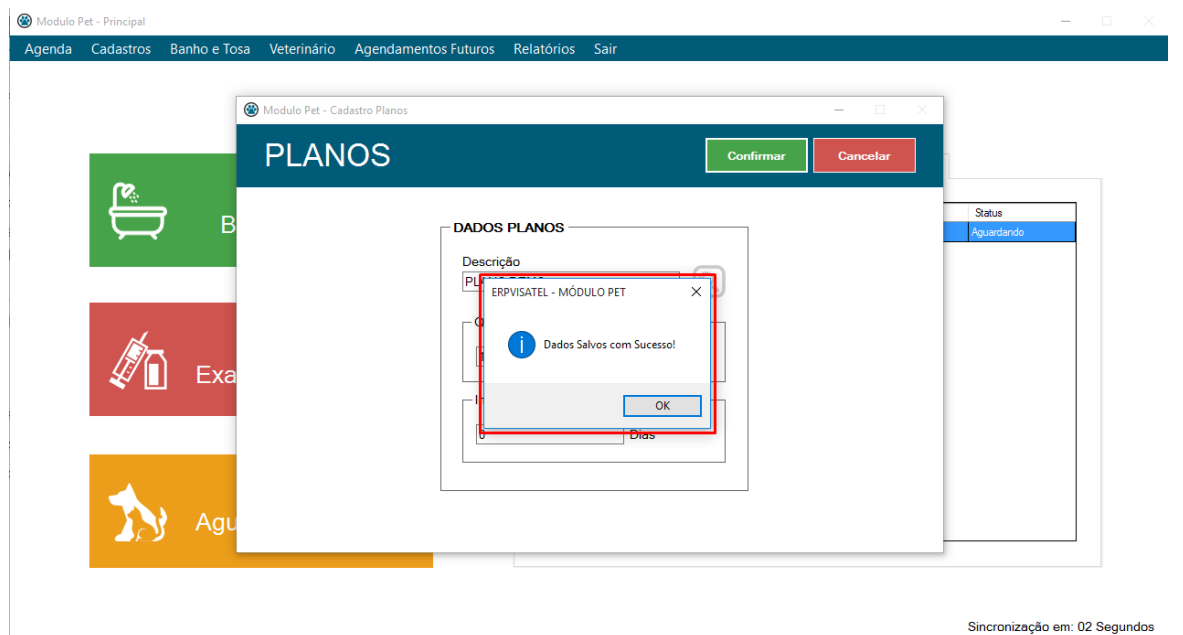 Modulo Pet - Principal
Agenda Cadastros Banho e Tosa Veterinário Agendamentos Futuros Relatórios Sair
Modulo Pet - Cadastro Planos
PLANOS
Confirmar Cancelar
Status
Aguardando
DADOS PLANOS
Descrição
ERPVISATEL - MÓDULO PET
Dados Salvos com Sucesso!
OK
0 Dias
Sincronização em: 02 Segundos